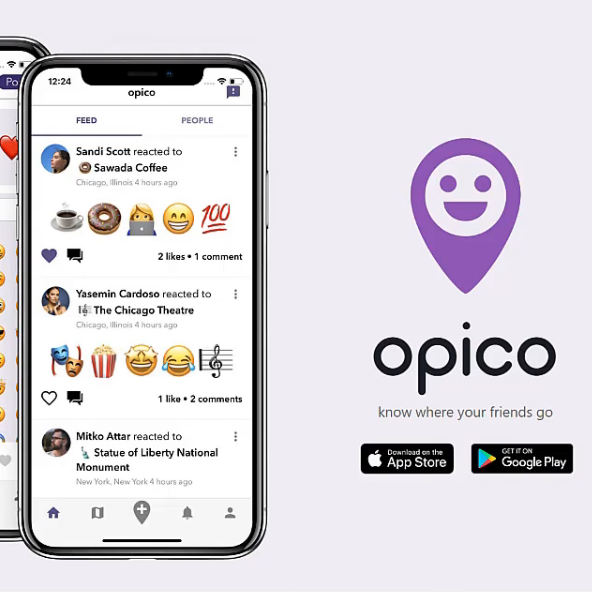 Po
12:24
opico
FEED
PEOPLE
Sandi Scott reacted to
Sawada Coffee
Chicago, Illinois 4 hours ago
100
2 likes • 1 comment
Yasemin Cardoso reacted to
The Chicago Theatre
Chicago, Illinois 4 hours ago
1 like • 2 comments
Mitko Attar reacted to
Statue of Liberty National
Monument
New York, New York 4 hours ago
opico
know where your friends go
Download on the
App Store
GET IT ON
Google Play